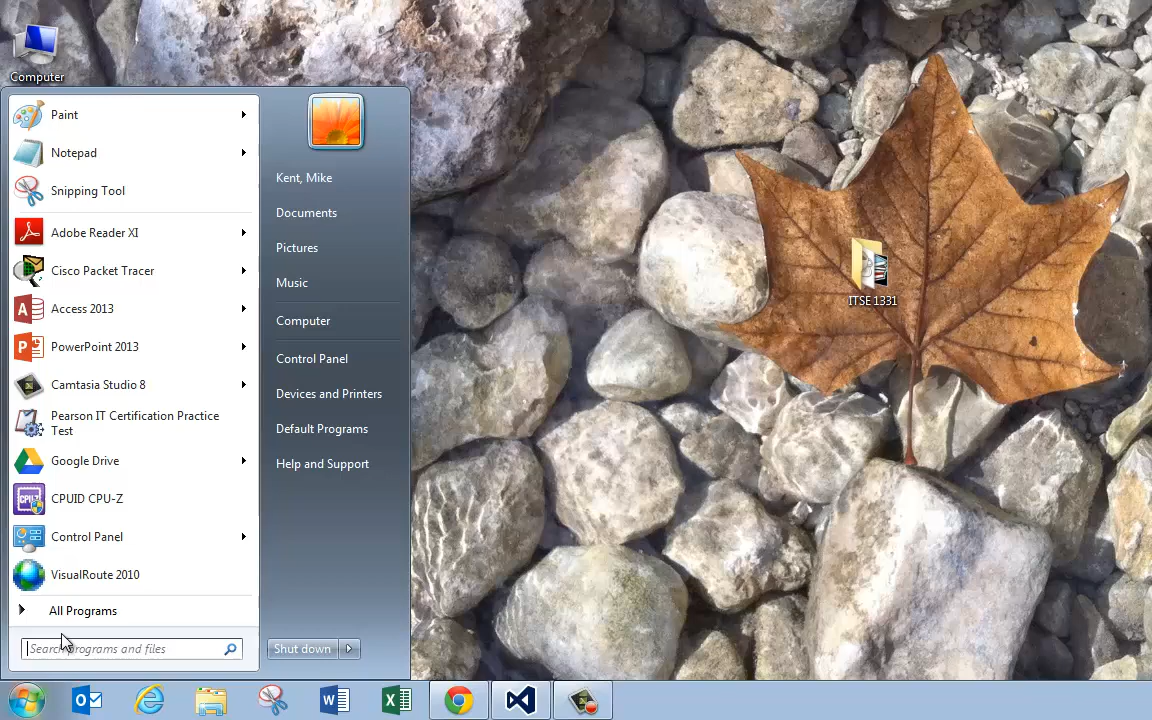 Computer
Paint
Notepad
Snipping Tool
Adobe Reader XI
Cisco Packet Tracer
Access 2013
PowerPoint 2013
Camtasia Studio 8
Pearson IT Certification Practice
Test
Google Drive
CPUID CPU-Z
Control Panel
VisualRoute 2010
All Programs
Search programs and files
Kent, Mike
Documents
Pictures
Music
Computer
Control Panel
Devices and Printers
Default Programs
Help and Support
Shut down
ITSE 1331